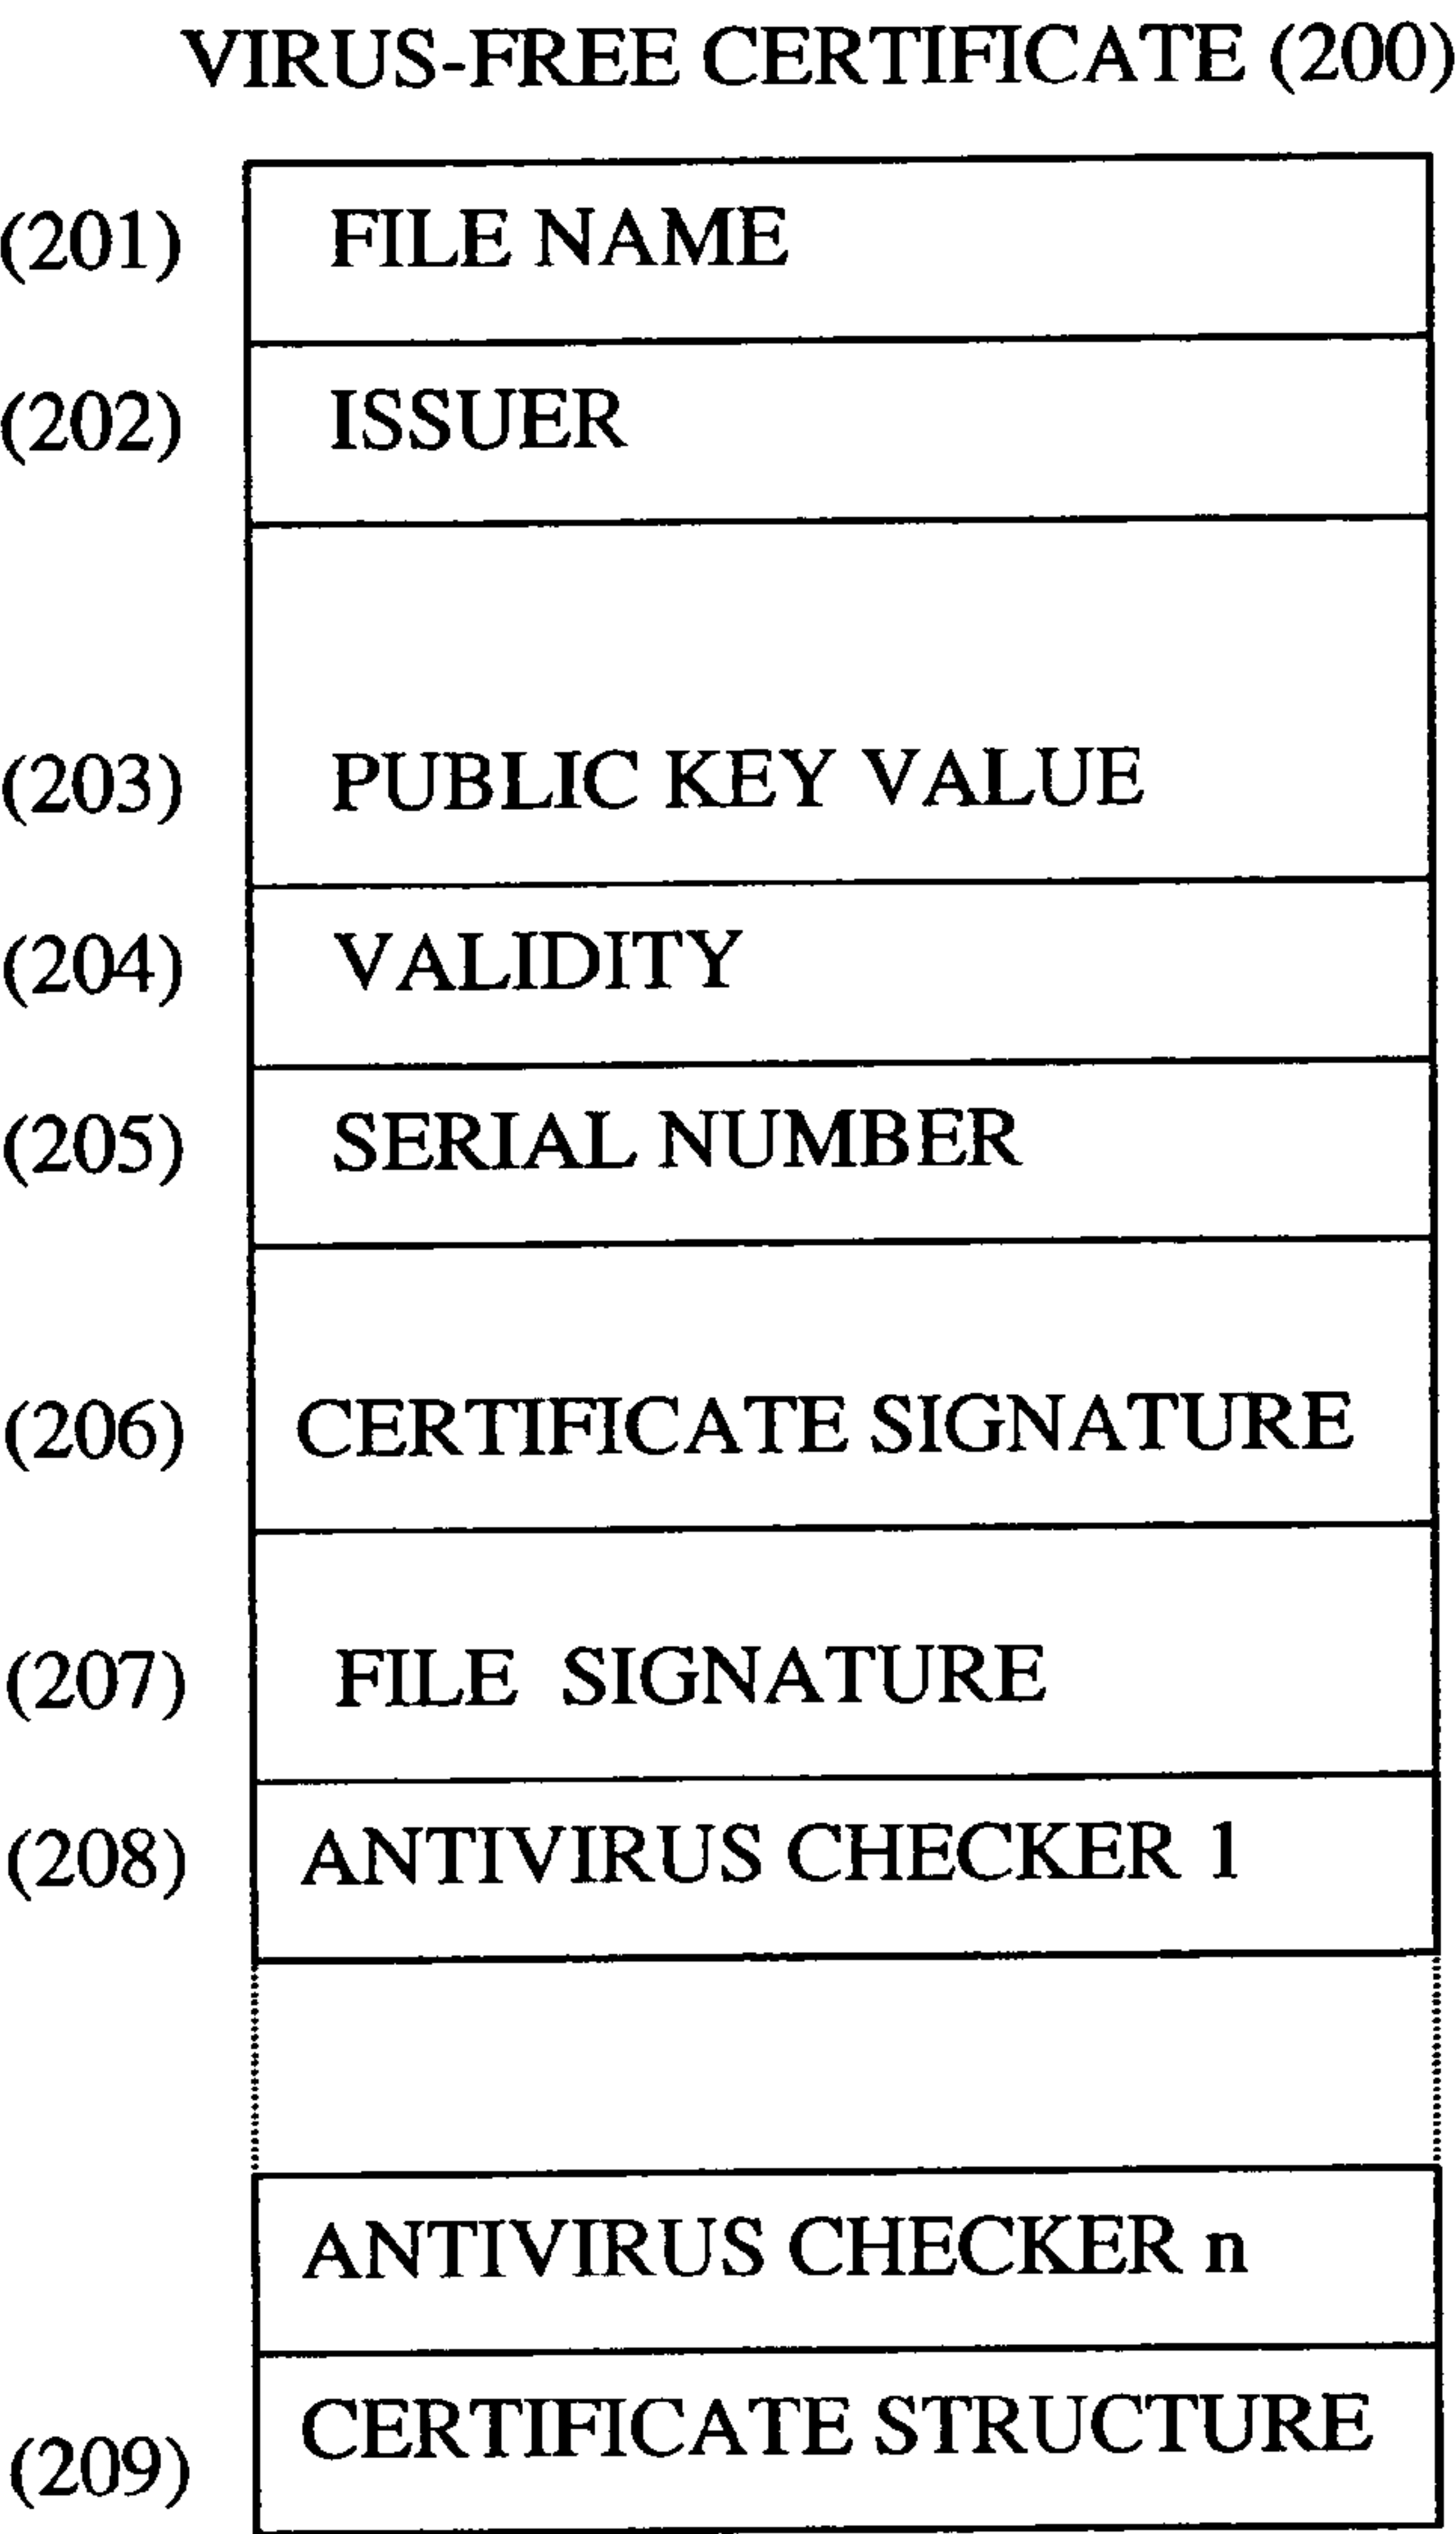 VIRUS-FREE CERTIFICATE (200)
(201) FILE NAME
(202) ISSUER
(203) PUBLIC KEY VALUE
(204) VALIDITY
(205) SERIAL NUMBER
(206) CERTIFICATE SIGNATURE
(207) FILE SIGNATURE
(208) ANTIVIRUS CHECKER 1
ANTIVIRUS CHECKER n
(209) CERTIFICATE STRUCTURE